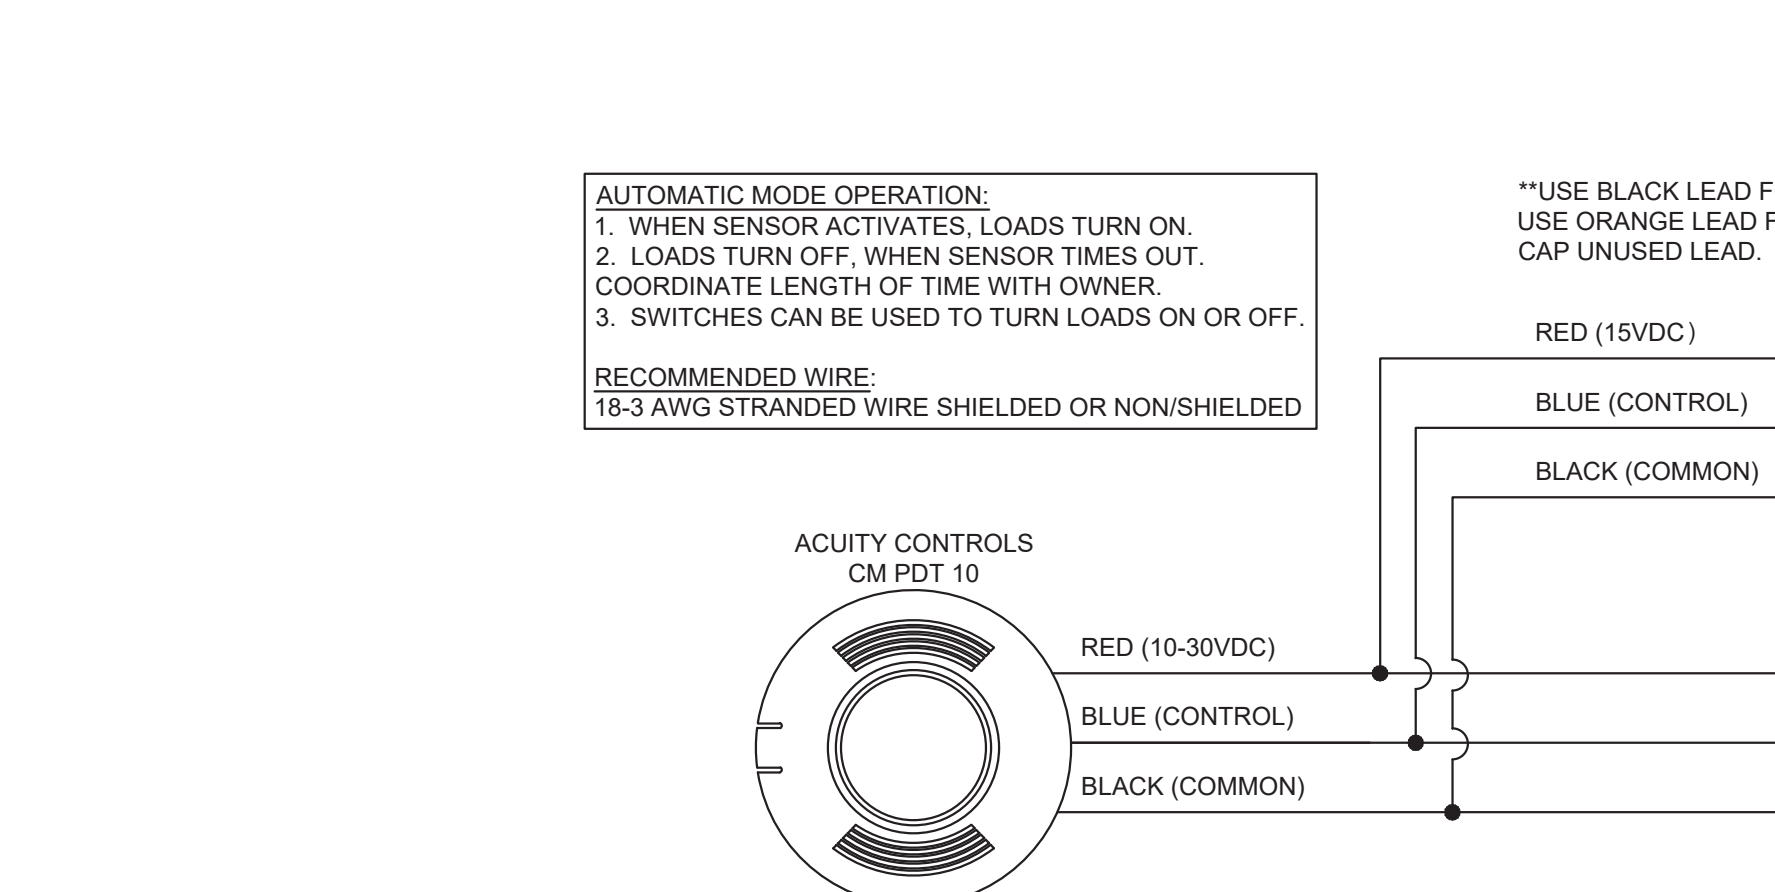 AUTOMATIC MODE OPERATION:
1. WHEN SENSOR ACTIVATES, LOADS TURN ON.
2. LOADS TURN OFF, WHEN SENSOR TIMES OUT.
COORDINATE LENGTH OF TIME WITH OWNER.
3. SWITCHES CAN BE USED TO TURN LOADS ON OR OFF.
RECOMMENDED WIRE:
18-3 AWG STRANDED WIRE SHIELDED OR NON/SHIELDED
**USE BLACK LEAD
USE ORANGE LEAD
CAP UNUSED LEAD.
RED (15VDC)
BLUE (CONTROL)
BLACK (COMMON)
ACUITY CONTROLS
CM PDT 10
RED (10-30VDC)
BLUE (CONTROL)
BLACK (COMMON)